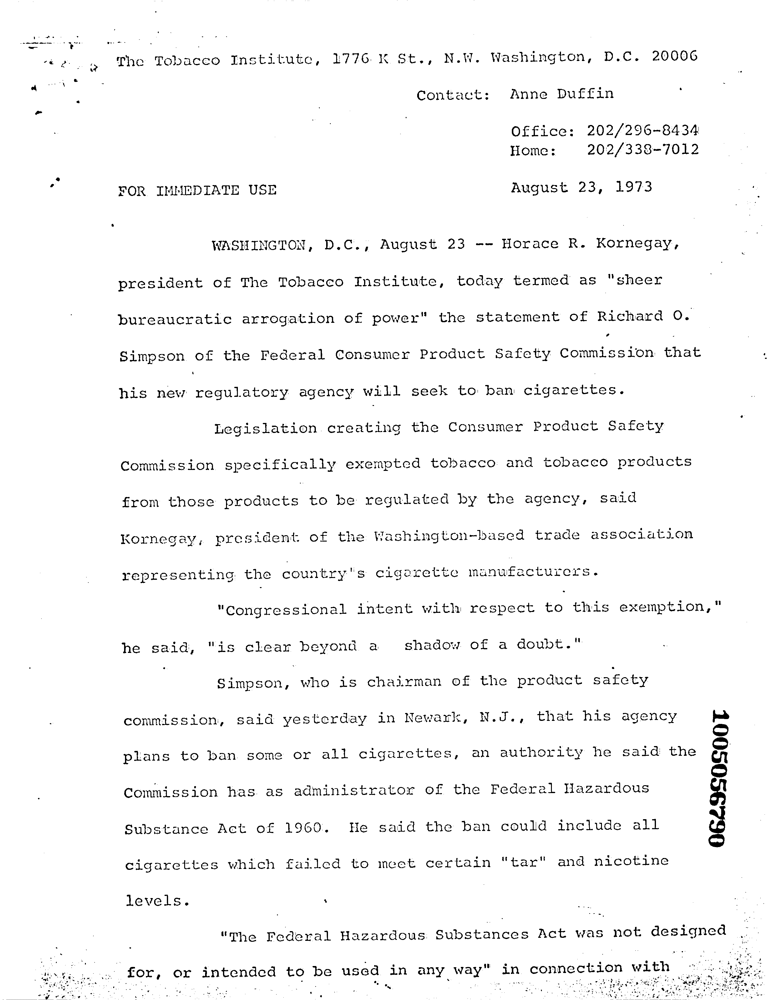 The Tobacco Institute, 1776 K St., N.W. Washington, D.C. 20006
Contact: Anne Duffin
Office: 202/296-8434
Home: 202/338-7012
FOR IMMEDIATE USE
August 23, 1973
WASHINGTON, D.C., August 23 -- Horace R. Kornegay,
president of The Tobacco Institute, today termed as "sheer
bureaucratic arrogation of power" the statement of Richard O.
Simpson of the Federal Consumer Product Safety Commission that
his new regulatory agency will seek to ban cigarettes.
Legislation creating the Consumer Product Safety
Commission specifically exempted tobacco and tobacco products
from those products to be regulated by the agency, said
Kornegay, president of the Washington-based trade association
representing the country's cigarette manufacturers.
"Congressional intent with respect to this exemption,"
he said, "is clear beyond a shadow of a doubt."
Simpson, who is chairman of the product safety
commission, said yesterday in Newark, N.J., that his agency
plans to ban some or all cigarettes, an authority he said the
Commission has as administrator of the Federal Hazardous
Substance Act of 1960. He said the ban could include all
cigarettes which failed to meet certain "tar" and nicotine
levels.
"The Federal Hazardous Substances Act was not designed
for, or intended to be used in any way" in connection with
1005056790